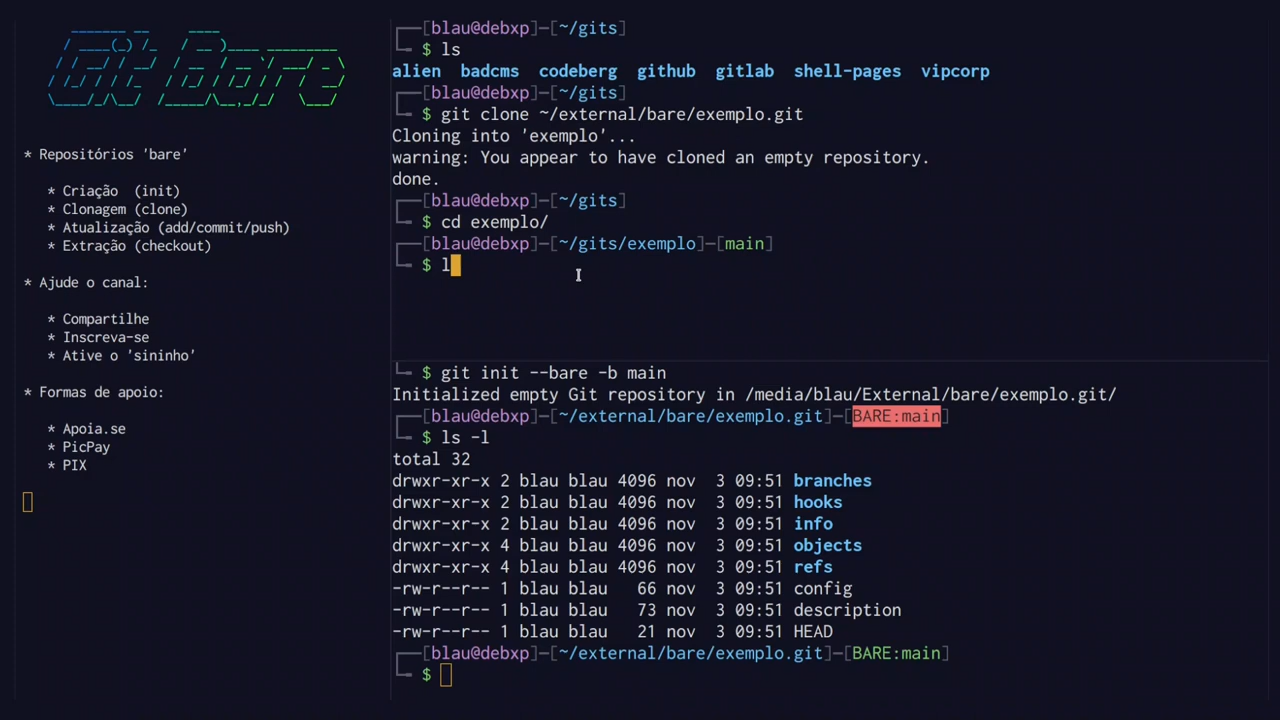 Git Bare
* Repositórios 'bare'
* Criação (init)
* Clonagem (clone)
* Atualização (add/commit/push)
* Extração (checkout)
* Ajude o canal:
* Compartilhe
* Inscreva-se
* Ative o 'sininho'
* Formas de apoio:
* Apoia.se
* PicPay
* PIX
┌──[blau@debxp]-[~/gits]
└─ $ ls
alien badcms codeberg github gitlab shell-pages vipcorp
┌──[blau@debxp]-[~/gits]
└─ $ git clone ~/external/bare/exemplo.git
Cloning into 'exemplo'...
warning: You appear to have cloned an empty repository.
done.
┌──[blau@debxp]-[~/gits]
└─ $ cd exemplo/
┌──[blau@debxp]-[~/gits/exemplo]-[main]
└─ $ l
└─ $ git init --bare -b main
Initialized empty Git repository in /media/blau/External/bare/exemplo.git/
┌──[blau@debxp]-[~/external/bare/exemplo.git]-[BARE:main]
└─ $ ls -l
total 32
drwxr-xr-x 2 blau blau 4096 nov 3 09:51 branches
drwxr-xr-x 2 blau blau 4096 nov 3 09:51 hooks
drwxr-xr-x 2 blau blau 4096 nov 3 09:51 info
drwxr-xr-x 4 blau blau 4096 nov 3 09:51 objects
drwxr-xr-x 4 blau blau 4096 nov 3 09:51 refs
-rw-r--r-- 1 blau blau 66 nov 3 09:51 config
-rw-r--r-- 1 blau blau 73 nov 3 09:51 description
-rw-r--r-- 1 blau blau 21 nov 3 09:51 HEAD
┌──[blau@debxp]-[~/external/bare/exemplo.git]-[BARE:main]
└─ $